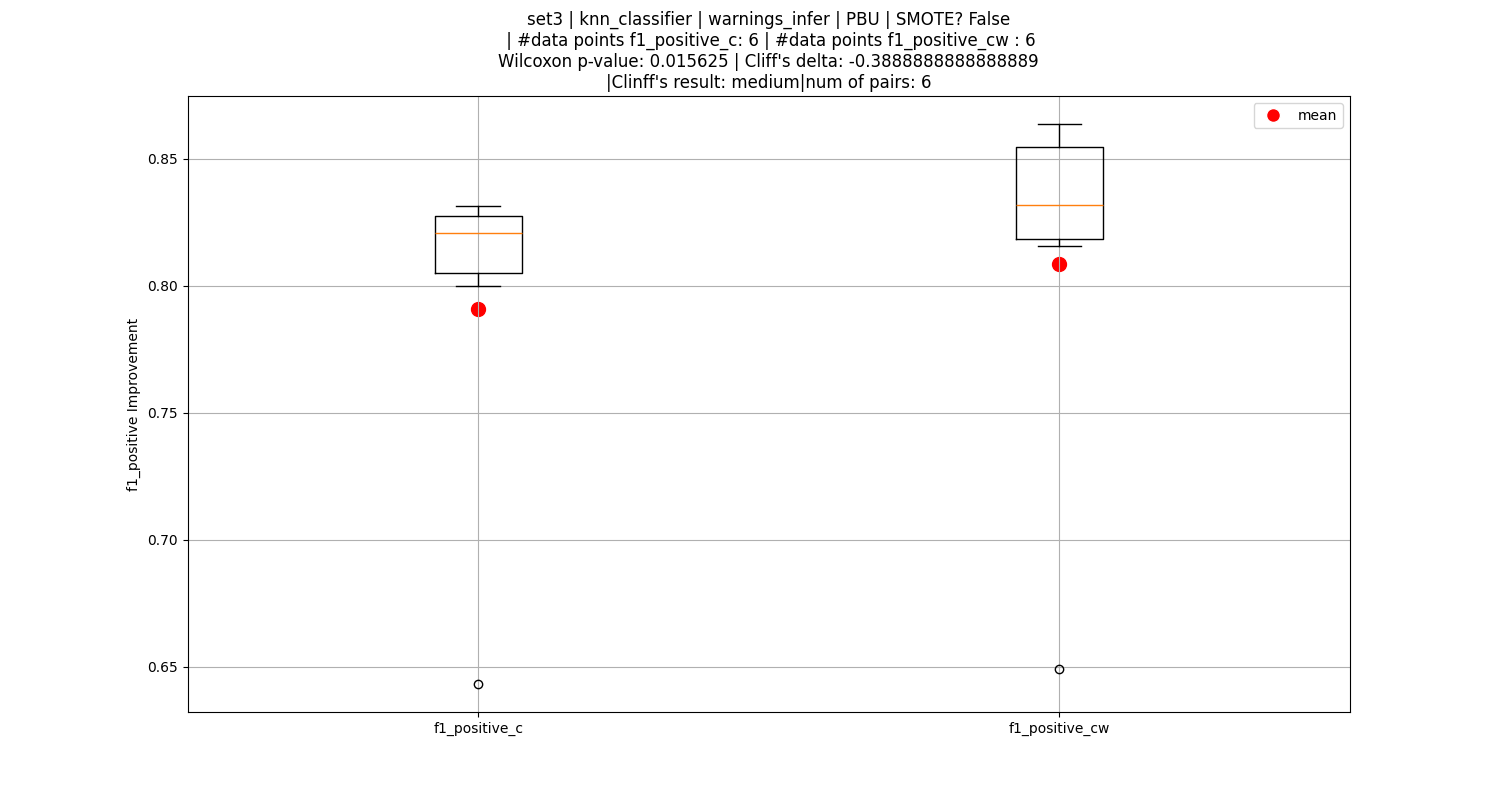 set3 | knn_classifier | warnings_infer | PBU | SMOTE? False
| #data points f1_positive_c: 6 | #data points f1_positive_cw : 6
Wilcoxon p-value: 0.015625 | Cliff's delta: -0.3888888888888889
|Clinff's result: medium|num of pairs: 6
mean
0.85
0.80
0.75
0.70
0.65
f1_positive Improvement
f1_positive_c
f1_positive_cw